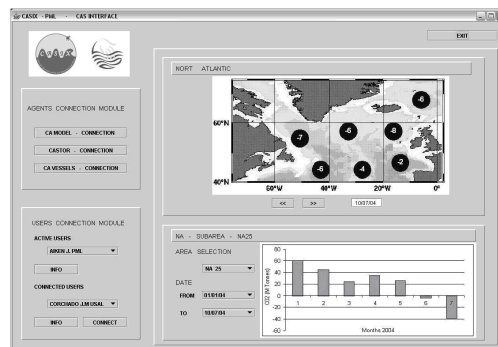 CASIX - PML - CAS INTERFACE
EXIT
CaSIX
AGENTS CONNECTION MODULE
CA MODEL - CONNECTION
CASTOR - CONNECTION
CA VESSELS - CONNECTION
USERS CONNECTION MODULE
ACTIVE USERS
AIKEN J. PML
INFO
CONNECTED USERS
CORCHADO J.M USAL
INFO CONNECT
NORT ATLANTIC
-6
60°N
-7 -6 -8
-6 -4 -2
40°N
60°W 40°W 20°W 0°
<< >> 10/07/04
NA - SUBAREA - NA25
AREA SELECTION
NA 25
DATE
FROM 01/01/04
TO 10/07/04
CO2 (M Tonnes)
80
60
40
20
0
-20
-40
-60
1 2 3 4 5 6 7
Months 2004